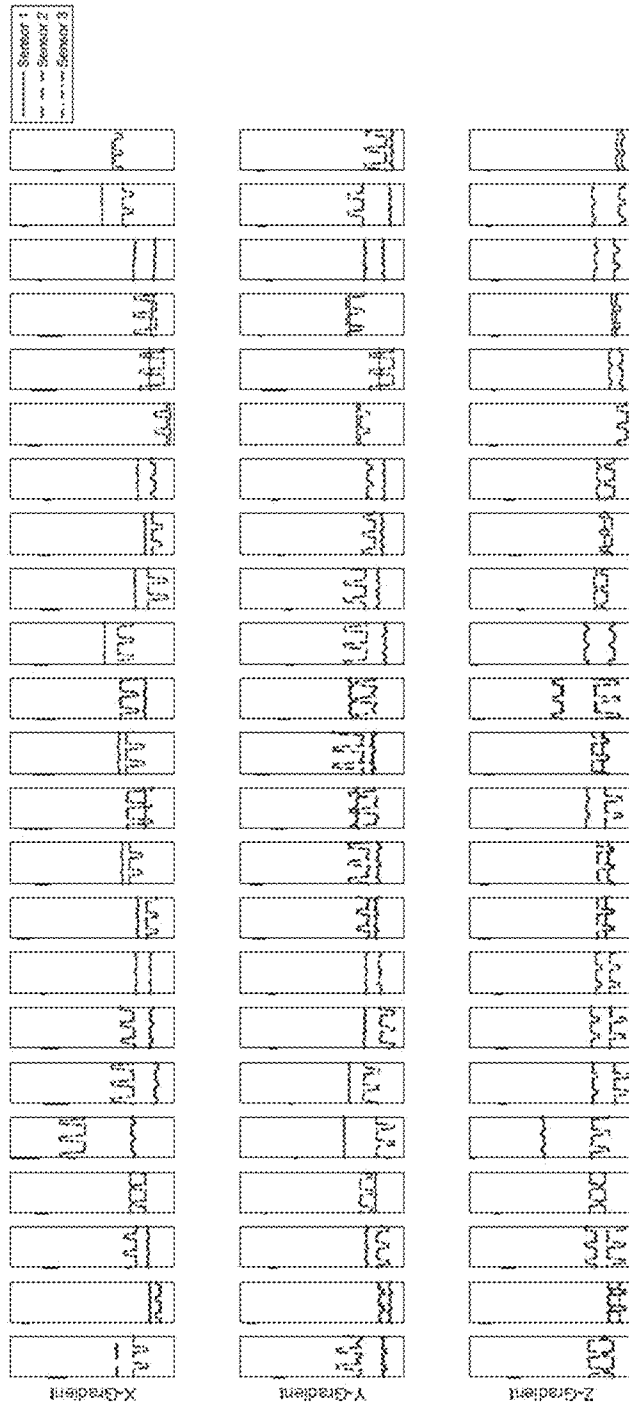 Sensor 1
Sensor 2
Sensor 3
X-Gradient
Y-Gradient
Z-Gradient